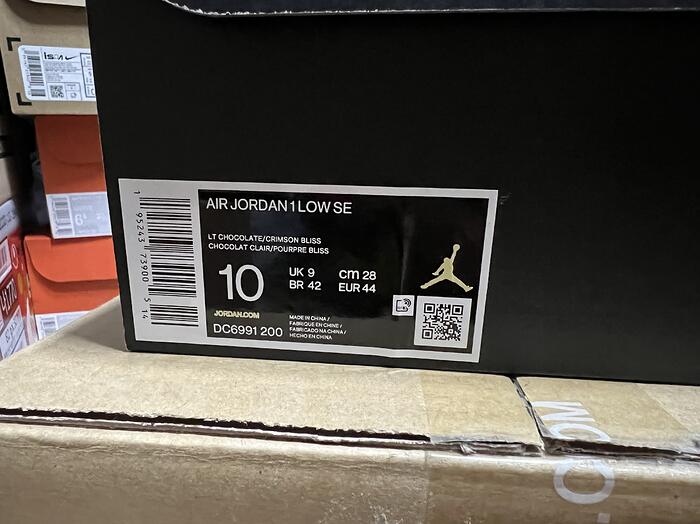 AIR JORDAN 1 LOW SE
LT CHOCOLATE/CRIMSON BLISS
CHOCOLAT CLAIR/POURPRE BLISS
10
UK 9 cm 28
BR 42 EUR 44
JORDAN.COM
DC6991 200
MADE IN CHINA /
FABRIQUE EN CHINE /
FABRICADO NA CHINA /
HECHO EN CHINA
1 95243 73900 5 14